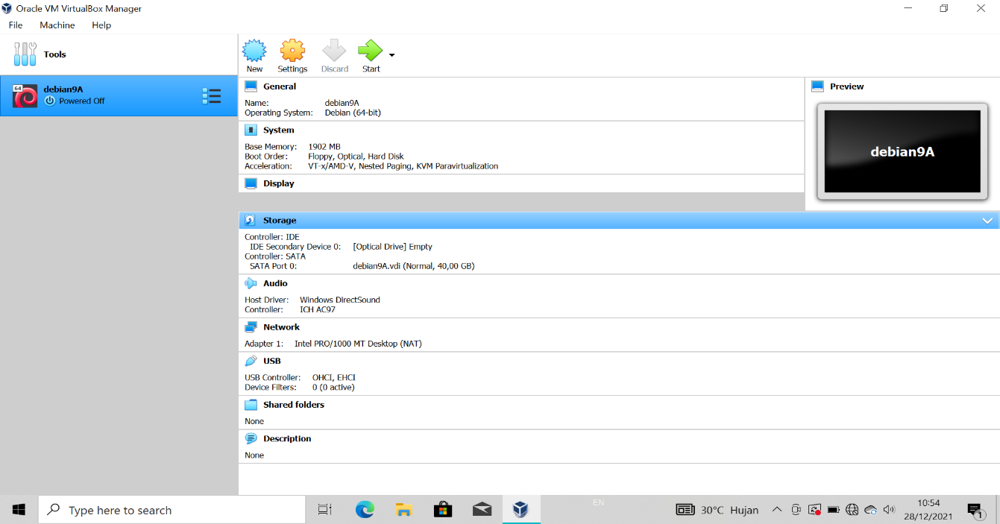 Oracle VM VirtualBox Manager
File Machine Help
Tools
New Settings Discard Start
64 debian9A
Powered Off
General
Name: debian9A
Operating System: Debian (64-bit)
Preview
debian9A
System
Base Memory: 1902 MB
Boot Order: Floppy, Optical, Hard Disk
Acceleration: VT-x/AMD-V, Nested Paging, KVM Paravirtualization
Display
Storage
Controller: IDE
IDE Secondary Device 0: [Optical Drive] Empty
Controller: SATA
SATA Port 0: debian9A.vdi (Normal, 40,00 GB)
Audio
Host Driver: Windows DirectSound
Controller: ICH AC97
Network
Adapter 1: Intel PRO/1000 MT Desktop (NAT)
USB
USB Controller: OHCI, EHCI
Device Filters: 0 (0 active)
Shared folders
None
Description
None
Type here to search
EN
30°C Hujan
10:54
28/12/2021
1